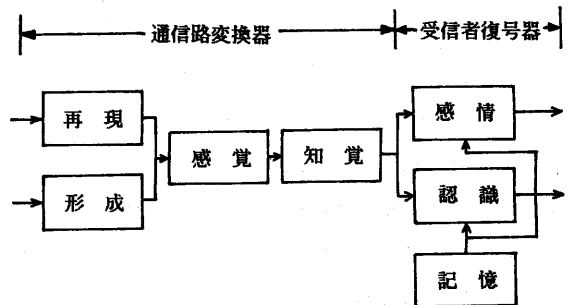 通信路変換器 受信者復号器
再現 感情
感覚 知覚
形成 認識
記憶